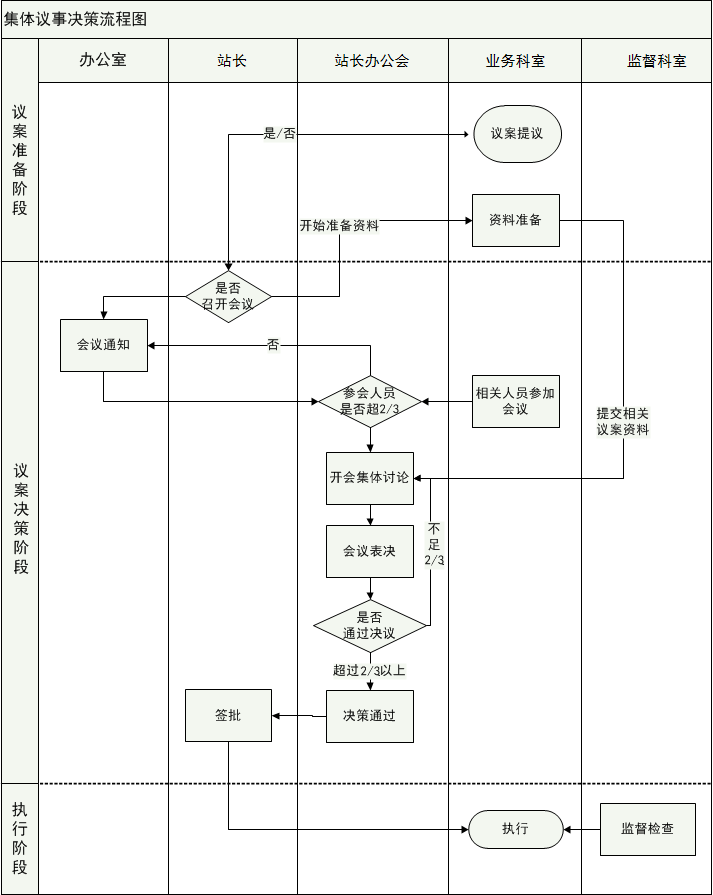 集体议事决策流程图
办公室
站长
站长办公会
业务科室
监督科室
议案准备阶段
是/否
议案提议
开始准备资料
资料准备
议案决策阶段
是否
召开会议
会议通知
否
参会人员
是否超2/3
相关人员参加
会议
提交相关
议案资料
开会集体讨论
不足
2/3
会议表决
是否
通过决议
超过2/3以上
签批
决策通过
执行阶段
执行
监督检查